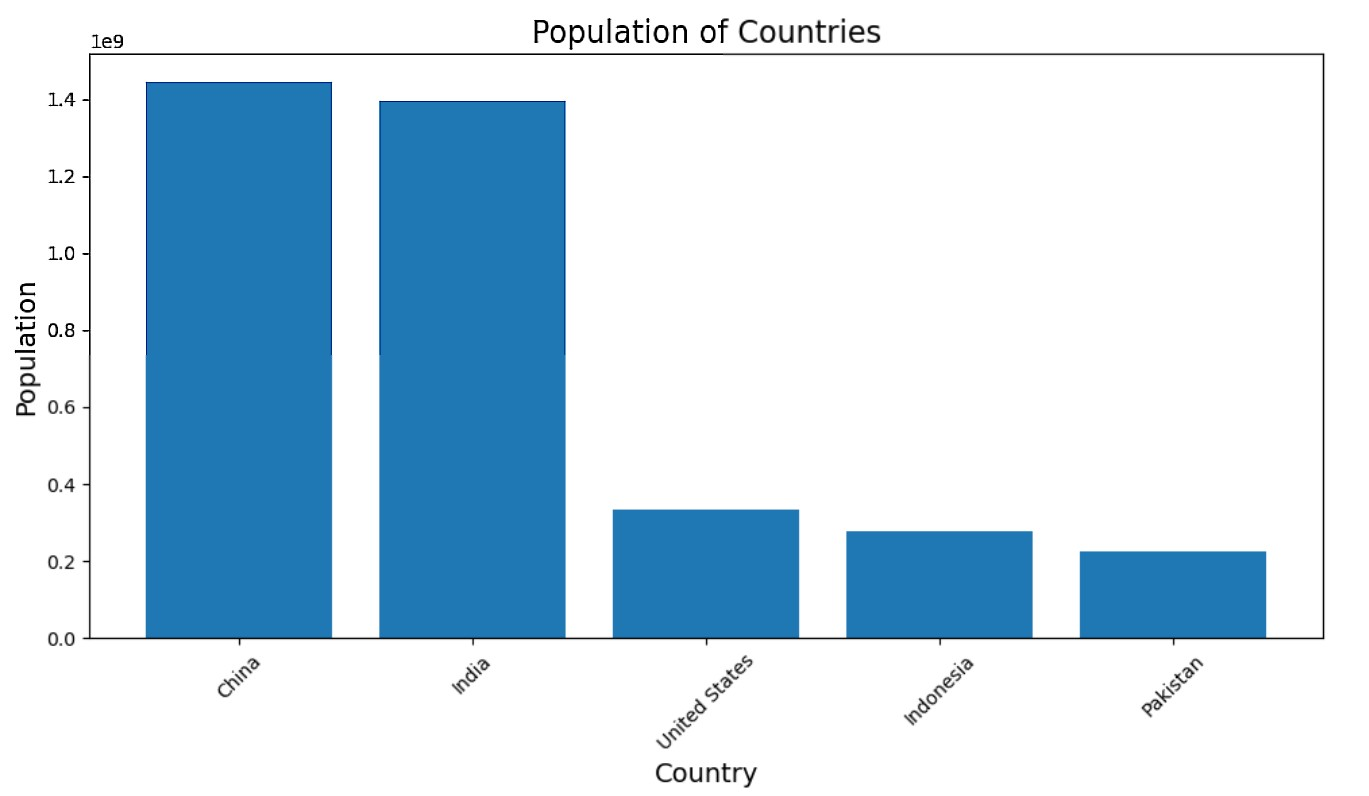 Population of Countries
1e9
1.4
1.2
1.0
0.8
0.6
0.4
0.2
0.0
Population
China
India
United States
Indonesia
Pakistan
Country